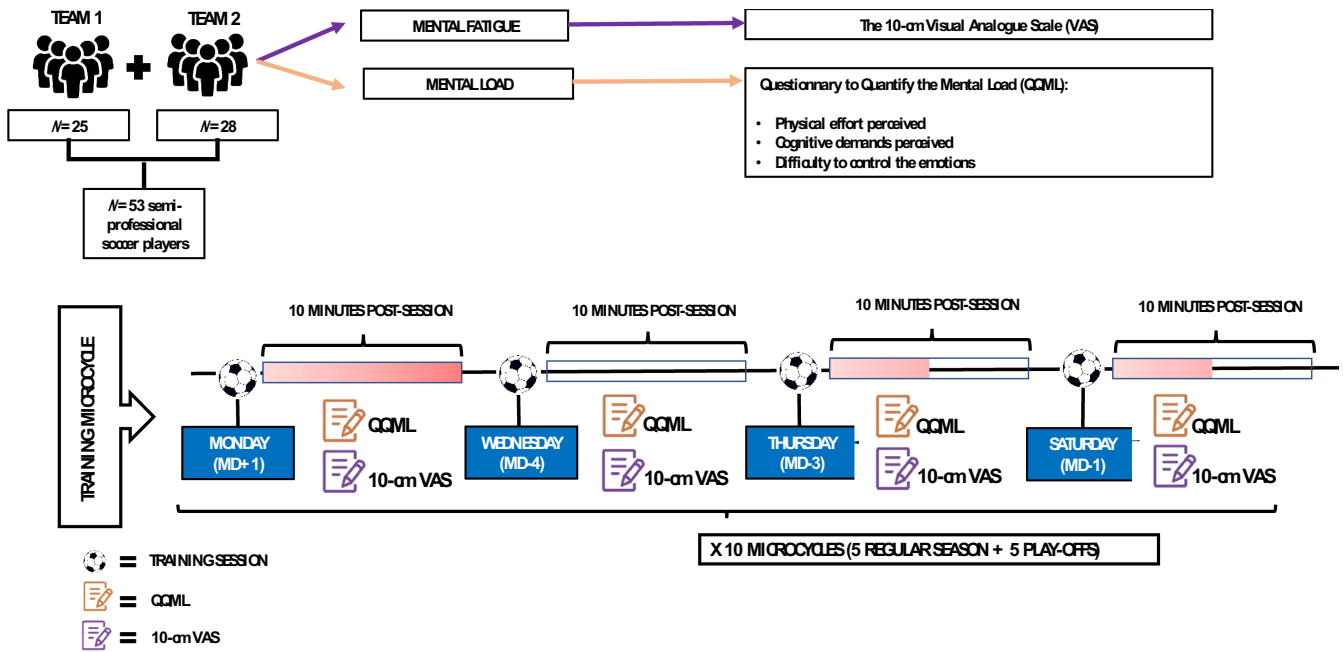 TEAM 1
TEAM 2
N= 25
N= 28
N= 53 semi-
professional
soccer players
MENTAL FATIGUE
The 10-cm Visual Analogue Scale (VAS)
MENTAL LOAD
Questionnary to Quantify the Mental Load (QQML):
• Physical effort perceived
• Cognitive demands perceived
• Difficulty to control the emotions
TRAINING MICROCYCLE
10 MINUTES POST-SESSION
10 MINUTES POST-SESSION
10 MINUTES POST-SESSION
10 MINUTES POST-SESSION
MONDAY
(MD+1)
QQML
10-cm VAS
WEDNESDAY
(MD-4)
QQML
10-cm VAS
THURSDAY
(MD-3)
QQML
10-cm VAS
SATURDAY
(MD-1)
QQML
10-cm VAS
X 10 MICROCYCLES (5 REGULAR SEASON + 5 PLAY-OFFS)
= TRAINING SESSION
= QQML
= 10-cm VAS